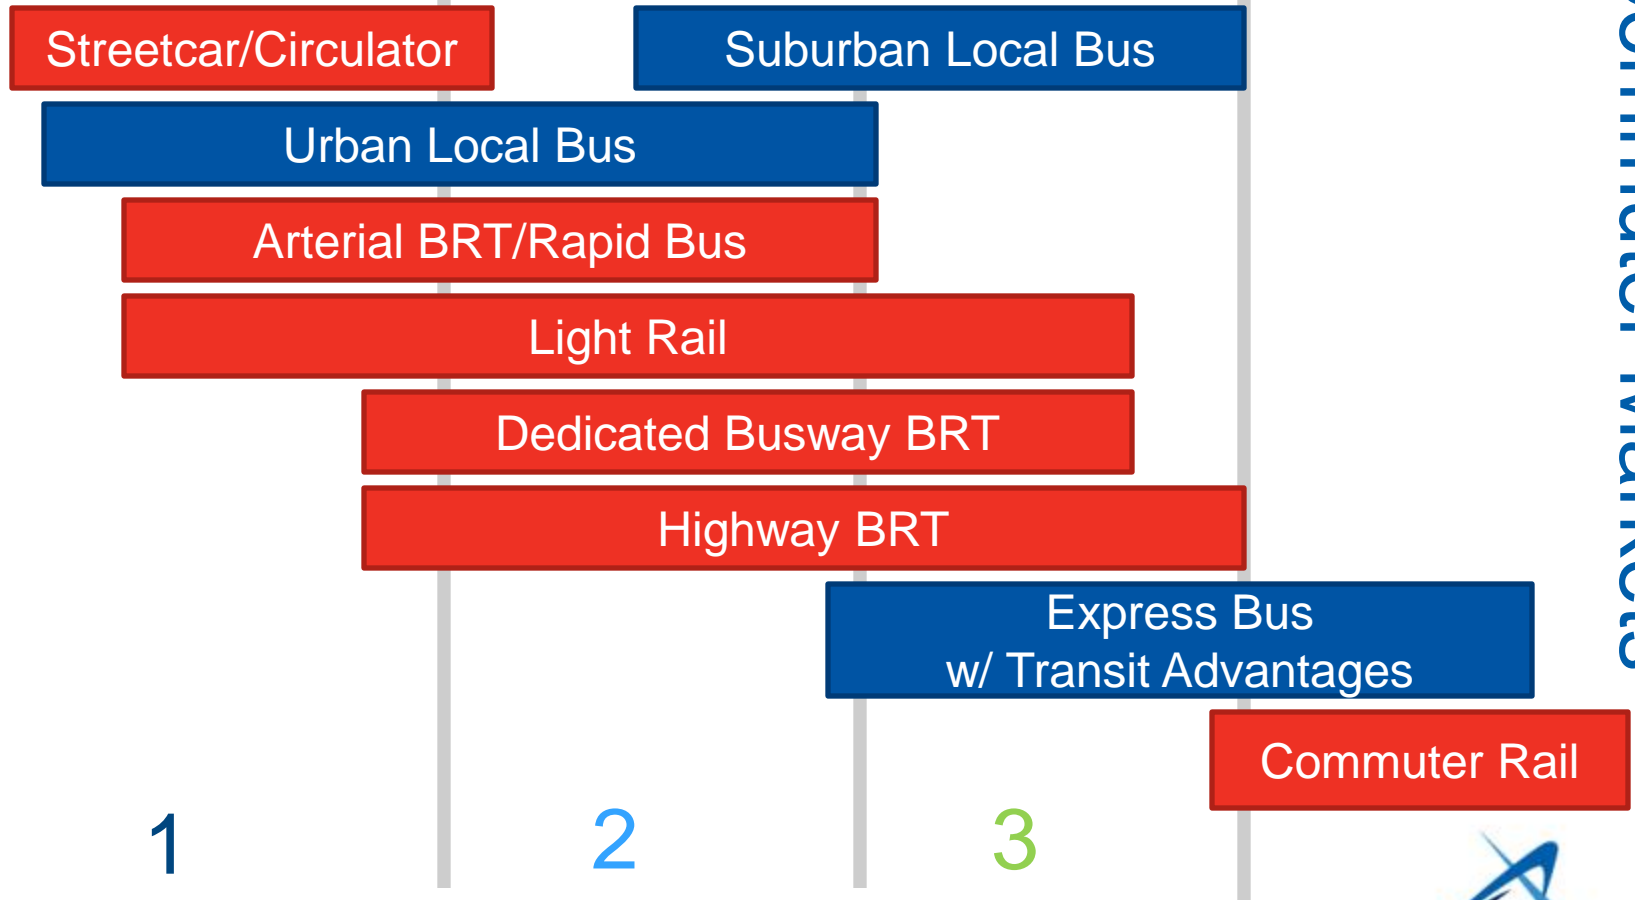 Streetcar/Circulator
Suburban Local Bus
Urban Local Bus
Arterial BRT/Rapid Bus
Light Rail
Dedicated Busway BRT
Highway BRT
Express Bus
w/ Transit Advantages
Commuter Rail
1
2
3